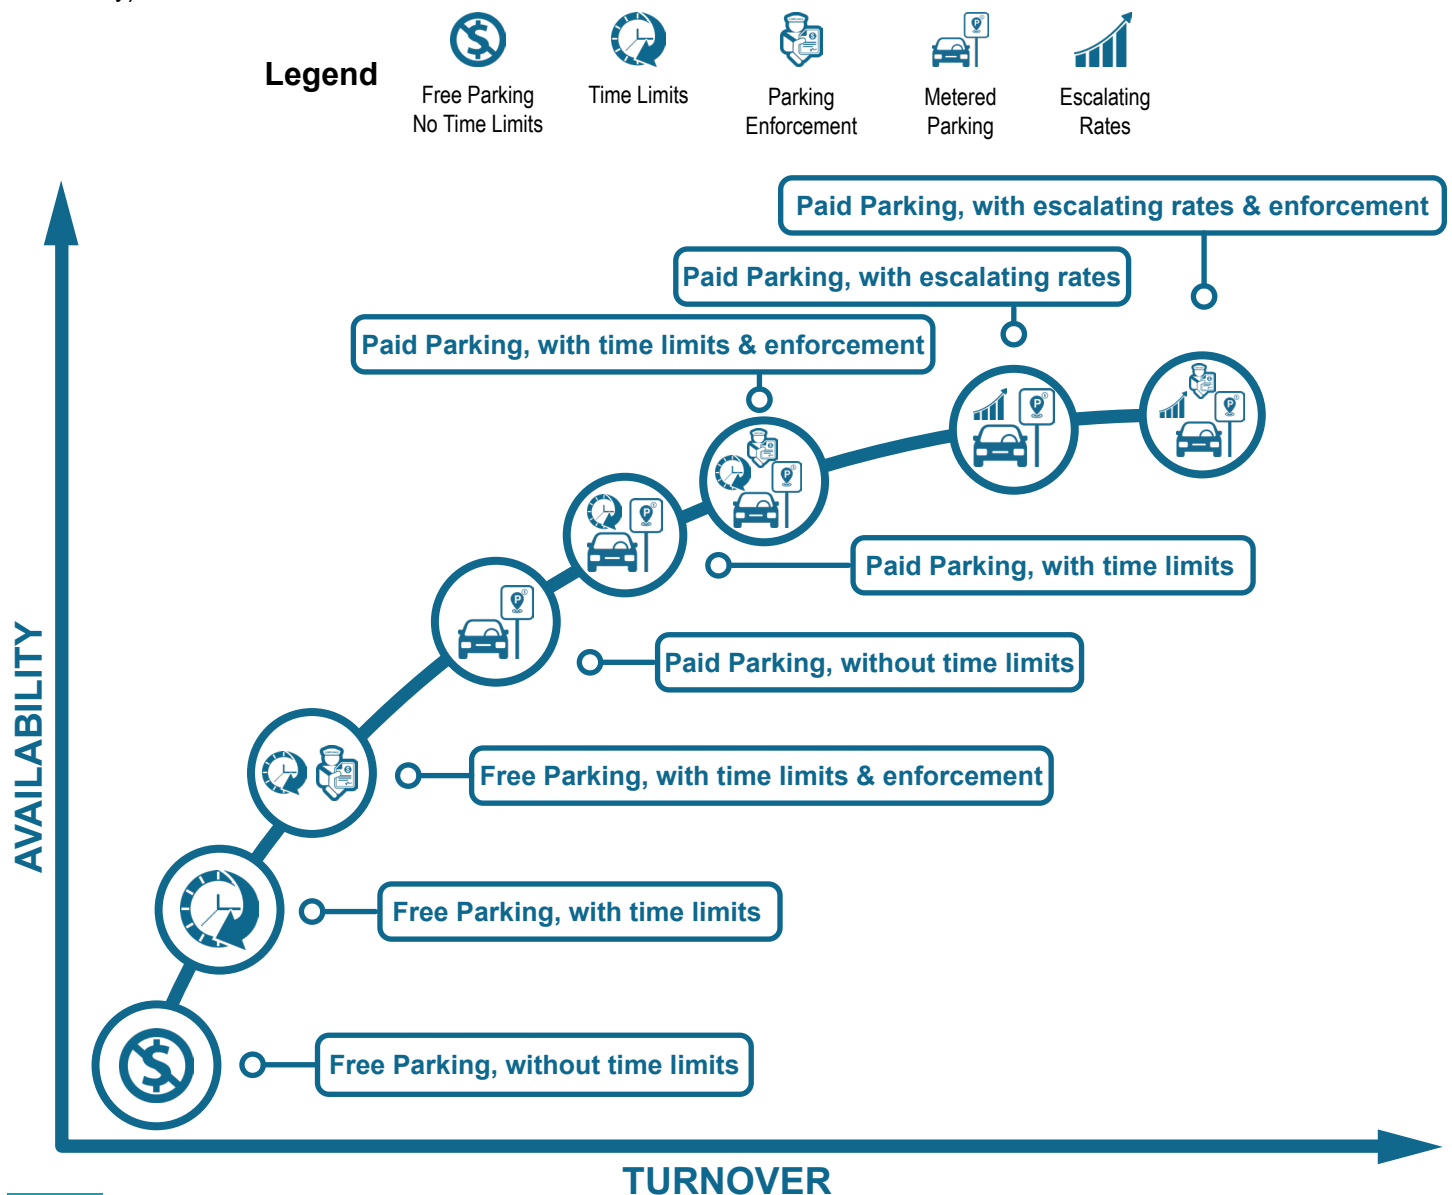 Legend
Free Parking
No Time Limits
Time Limits
Parking
Enforcement
Metered
Parking
Escalating
Rates
Paid Parking, with escalating rates & enforcement
Paid Parking, with escalating rates
Paid Parking, with time limits & enforcement
Paid Parking, with time limits
Paid Parking, without time limits
Free Parking, with time limits & enforcement
Free Parking, with time limits
Free Parking, without time limits
AVAILABILITY
TURNOVER